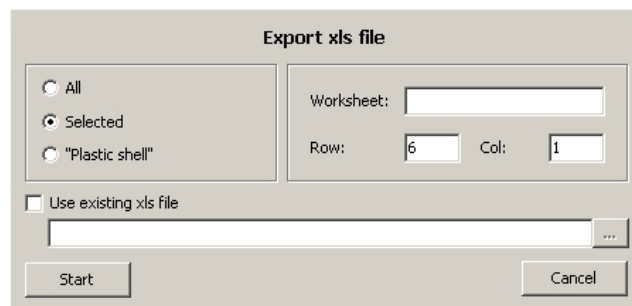 Export xls file
All
Selected
"Plastic shell"
Worksheet:
Row: 6 Col: 1
Use existing xls file
...
Start Cancel